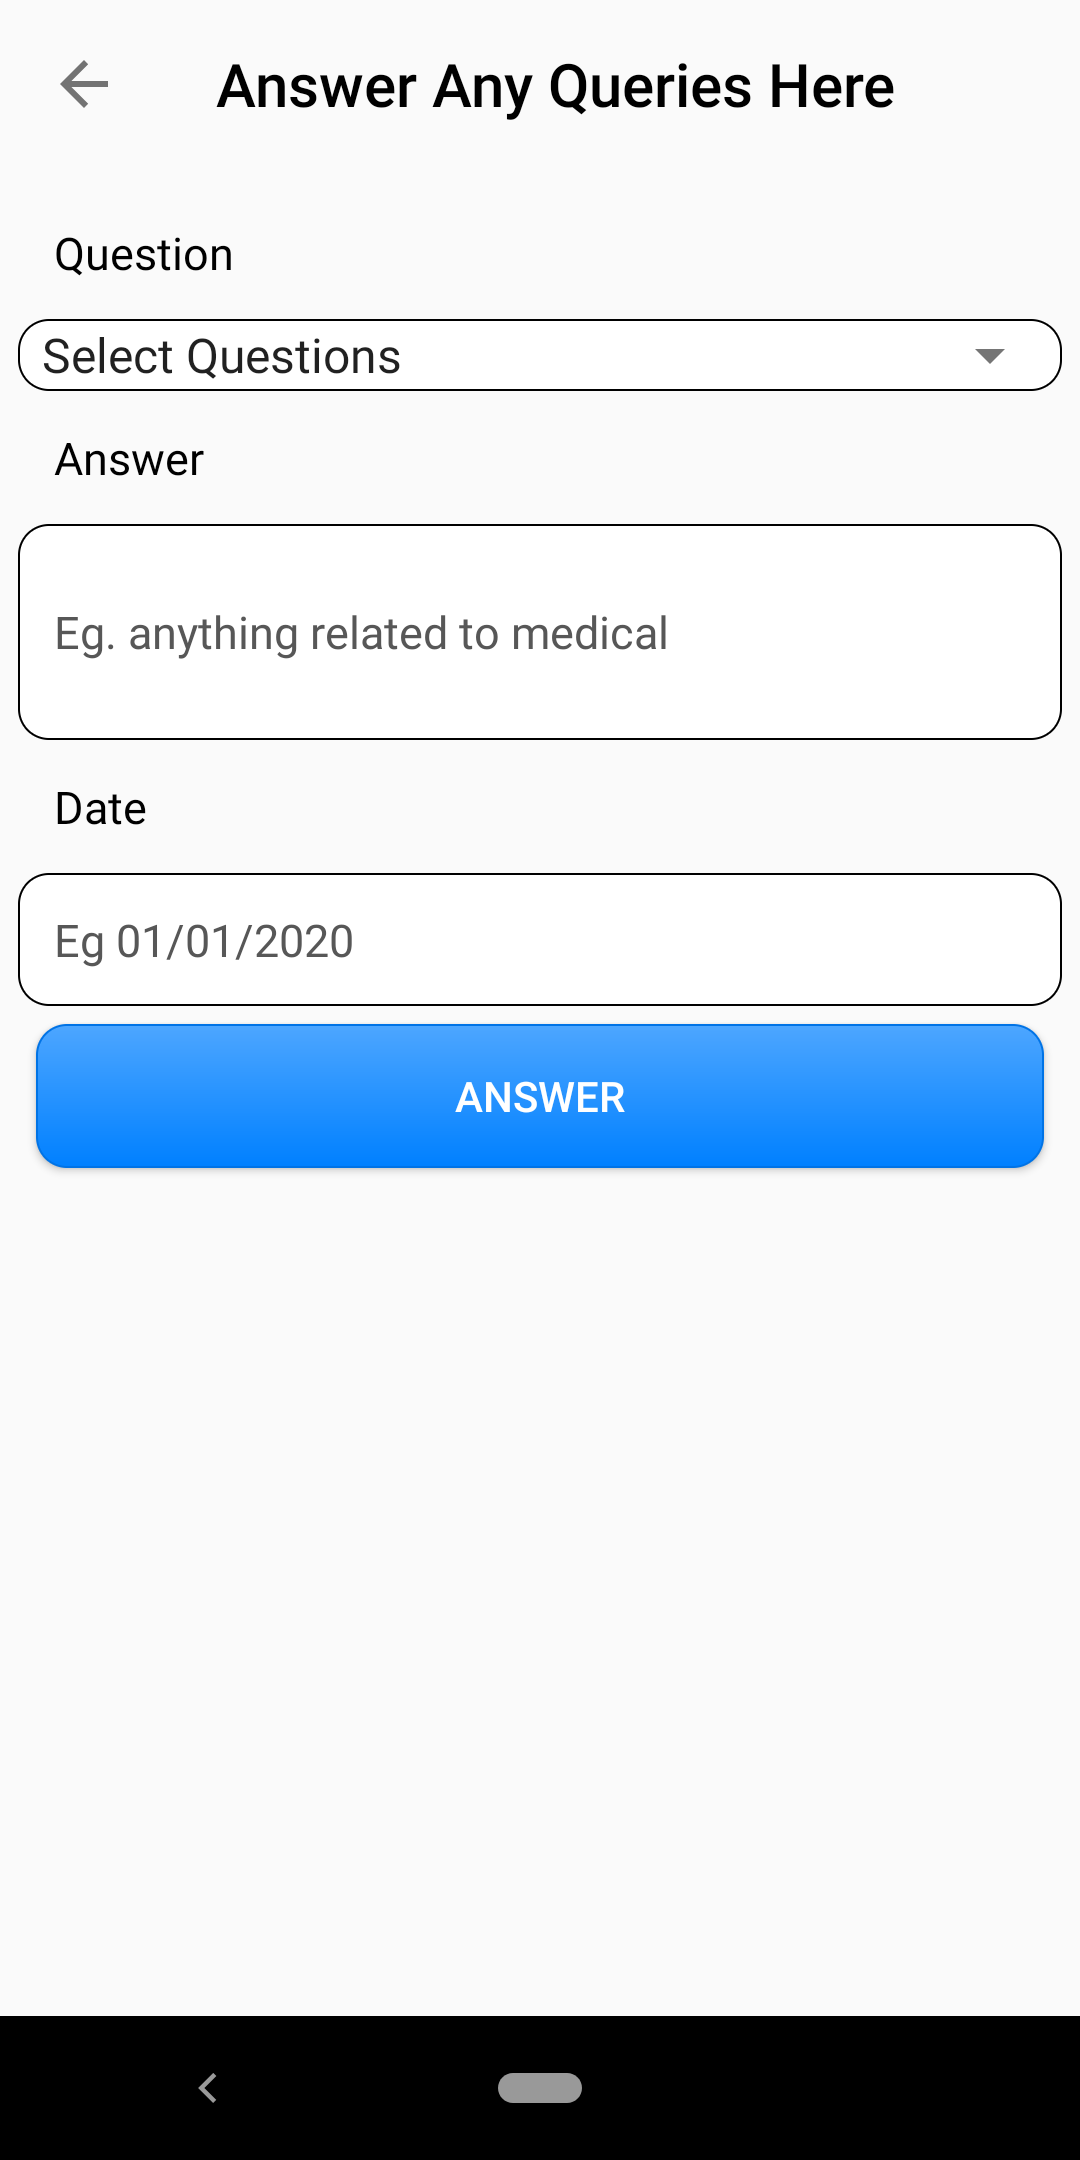 Answer Any Queries Here
Question
Select Questions
Answer
Eg. anything related to medical
Date
Eg 01/01/2020
ANSWER